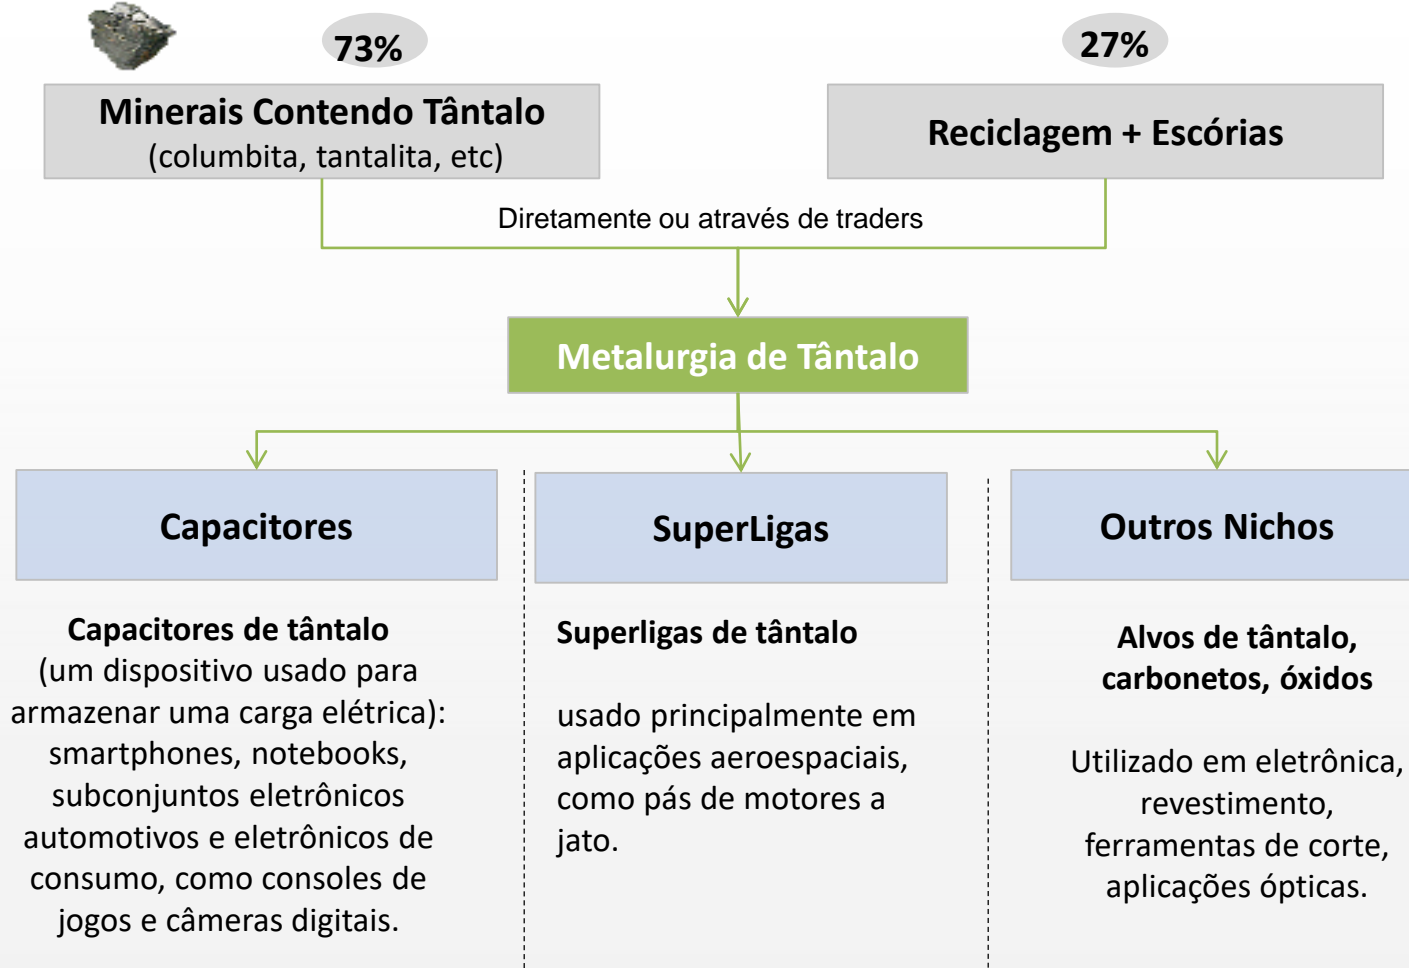 73%
27%
Minerais Contendo Tântalo
(columbita, tantalita, etc)
Reciclagem + Escórias
Diretamente ou através de traders
Metalurgia de Tântalo
Capacitores
SuperLigas
Outros Nichos
Capacitores de tântalo
(um dispositivo usado para
armazenar uma carga elétrica):
smartphones, notebooks,
subconjuntos eletrônicos
automotivos e eletrônicos de
consumo, como consoles de
jogos e câmeras digitais.
Superligas de tântalo
usado principalmente em
aplicações aeroespaciais,
como pás de motores a
jato.
Alvos de tântalo,
carbonetos, óxidos
Utilizado em eletrônica,
revestimento,
ferramentas de corte,
aplicações ópticas.